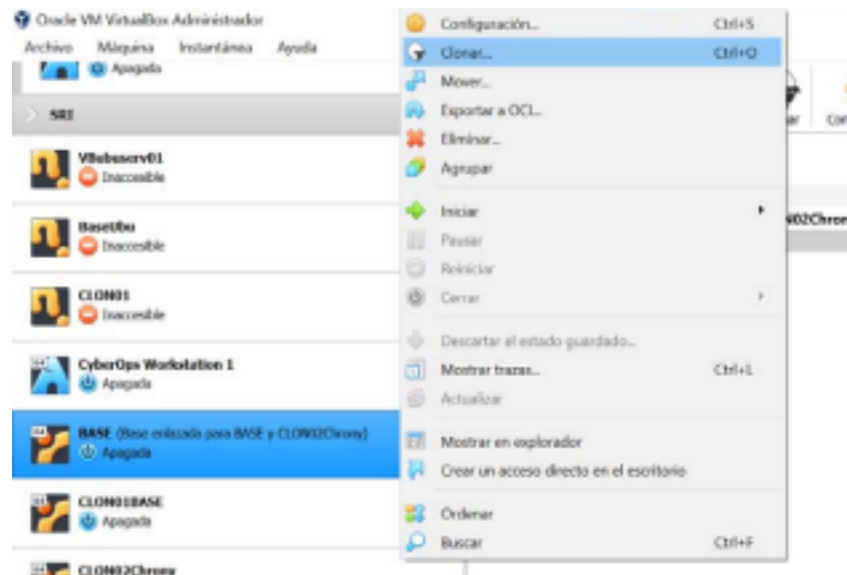 Oracle VM VirtualBox Administrador
Archivo Máquina Instantánea Ayuda
Apagada
SRI
VBubuserv01
Inaccesible
BaseUbu
Inaccesible
CLON01
Inaccesible
CyberOps Workstation 1
Apagada
BASE (Base enlazada para BASE y CLON02Chrony)
Apagada
CLON01BASE
Apagada
CLON02Chrony
Configuración... Ctrl+S
Clonar... Ctrl+O
Mover...
Exportar a OCI...
Eliminar...
Agrupar
Iniciar
Pausar
Reiniciar
Cerrar
Descartar el estado guardado...
Mostrar trazas... Ctrl+L
Actualizar
Mostrar en explorador
Crear un acceso directo en el escritorio
Ordenar
Buscar Ctrl+F
ar Con
N02Chron